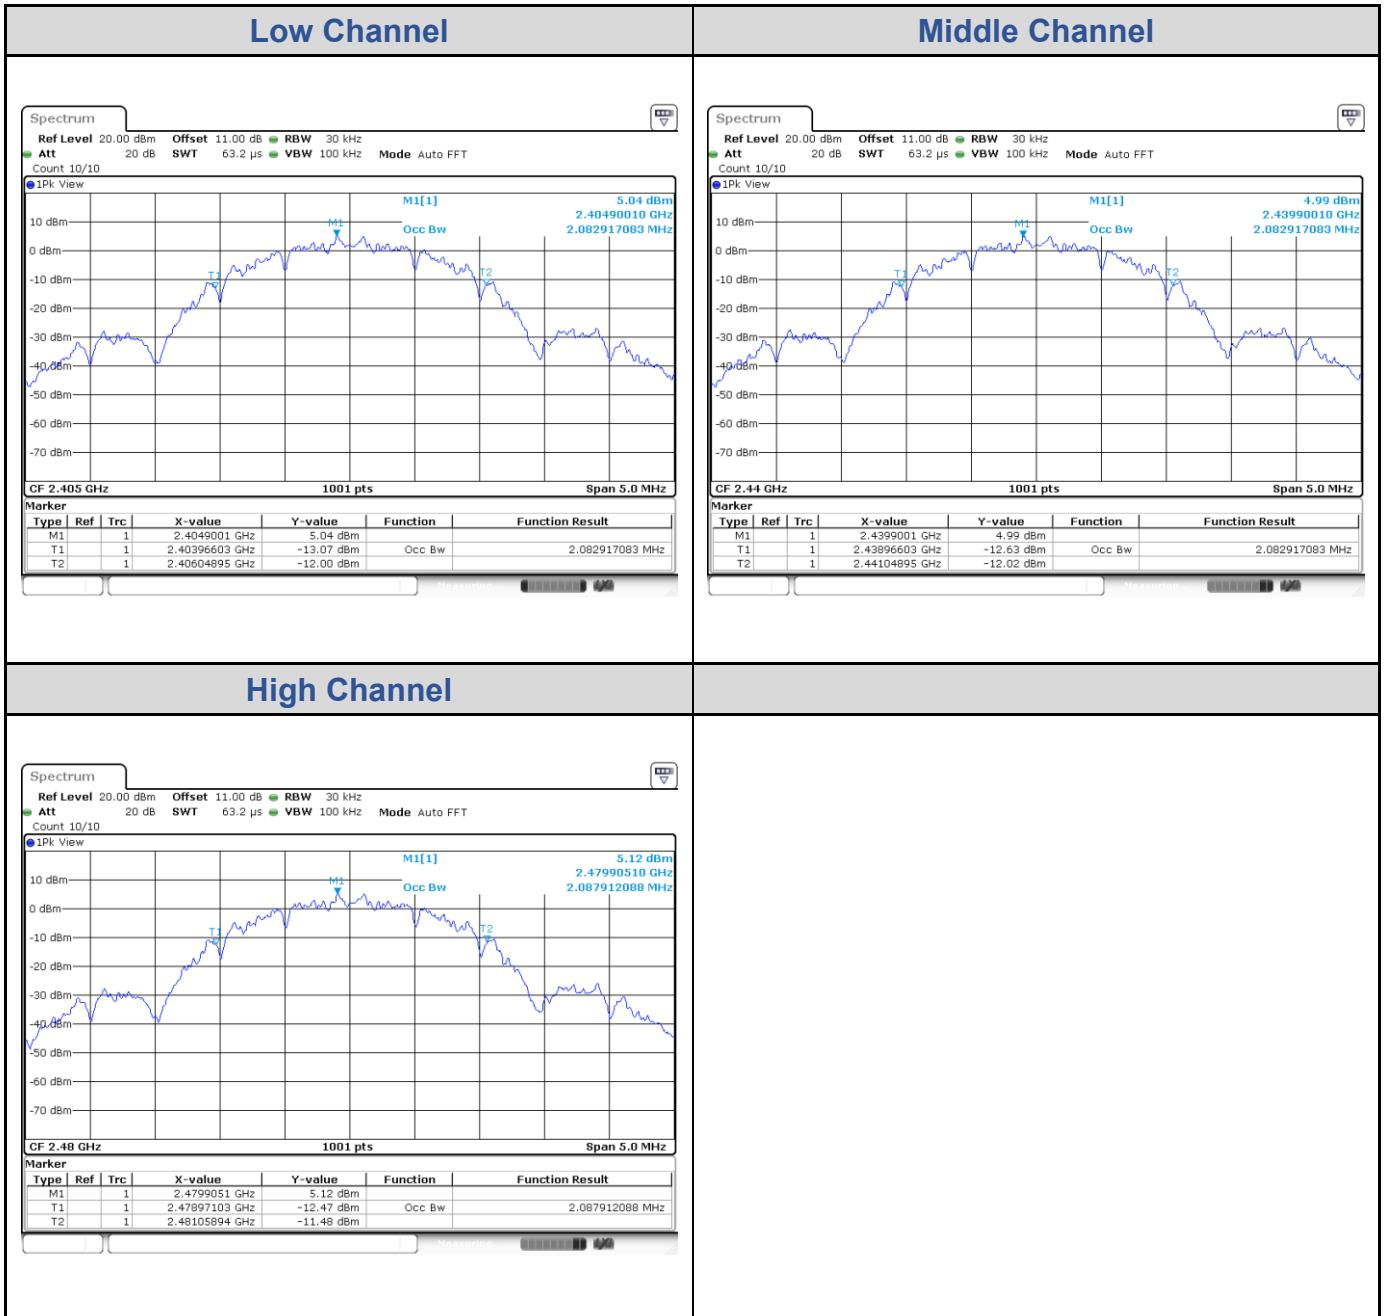 Low Channel
Middle Channel
Spectrum
Ref Level 20.00 dBm Offset 11.00 dB RBW 30 kHz
Att 20 dB SWT 63.2 µs VBW 100 kHz Mode Auto FFT
Count 10/10
1Pk View
M1[1] 5.04 dBm
2.40490010 GHz
Occ Bw 2.082917083 MHz
M1
T1
T2
10 dBm
0 dBm
-10 dBm
-20 dBm
-30 dBm
-40 dBm
-50 dBm
-60 dBm
-70 dBm
CF 2.405 GHz 1001 pts Span 5.0 MHz
Marker
Type Ref Trc X-value Y-value Function Function Result
M1 1 2.4049001 GHz 5.04 dBm
T1 1 2.40396603 GHz -13.07 dBm Occ Bw 2.082917083 MHz
T2 1 2.40604895 GHz -12.00 dBm
Measuring...
Spectrum
Ref Level 20.00 dBm Offset 11.00 dB RBW 30 kHz
Att 20 dB SWT 63.2 µs VBW 100 kHz Mode Auto FFT
Count 10/10
1Pk View
M1[1] 4.99 dBm
2.43990010 GHz
Occ Bw 2.082917083 MHz
M1
T1
T2
10 dBm
0 dBm
-10 dBm
-20 dBm
-30 dBm
-40 dBm
-50 dBm
-60 dBm
-70 dBm
CF 2.44 GHz 1001 pts Span 5.0 MHz
Marker
Type Ref Trc X-value Y-value Function Function Result
M1 1 2.4399001 GHz 4.99 dBm
T1 1 2.43896603 GHz -12.63 dBm Occ Bw 2.082917083 MHz
T2 1 2.44104895 GHz -12.02 dBm
Measuring...
High Channel
Spectrum
Ref Level 20.00 dBm Offset 11.00 dB RBW 30 kHz
Att 20 dB SWT 63.2 µs VBW 100 kHz Mode Auto FFT
Count 10/10
1Pk View
M1[1] 5.12 dBm
2.47990510 GHz
Occ Bw 2.087912088 MHz
M1
T1
T2
10 dBm
0 dBm
-10 dBm
-20 dBm
-30 dBm
-40 dBm
-50 dBm
-60 dBm
-70 dBm
CF 2.48 GHz 1001 pts Span 5.0 MHz
Marker
Type Ref Trc X-value Y-value Function Function Result
M1 1 2.4799051 GHz 5.12 dBm
T1 1 2.47897103 GHz -12.47 dBm Occ Bw 2.087912088 MHz
T2 1 2.48105894 GHz -11.48 dBm
Measuring...